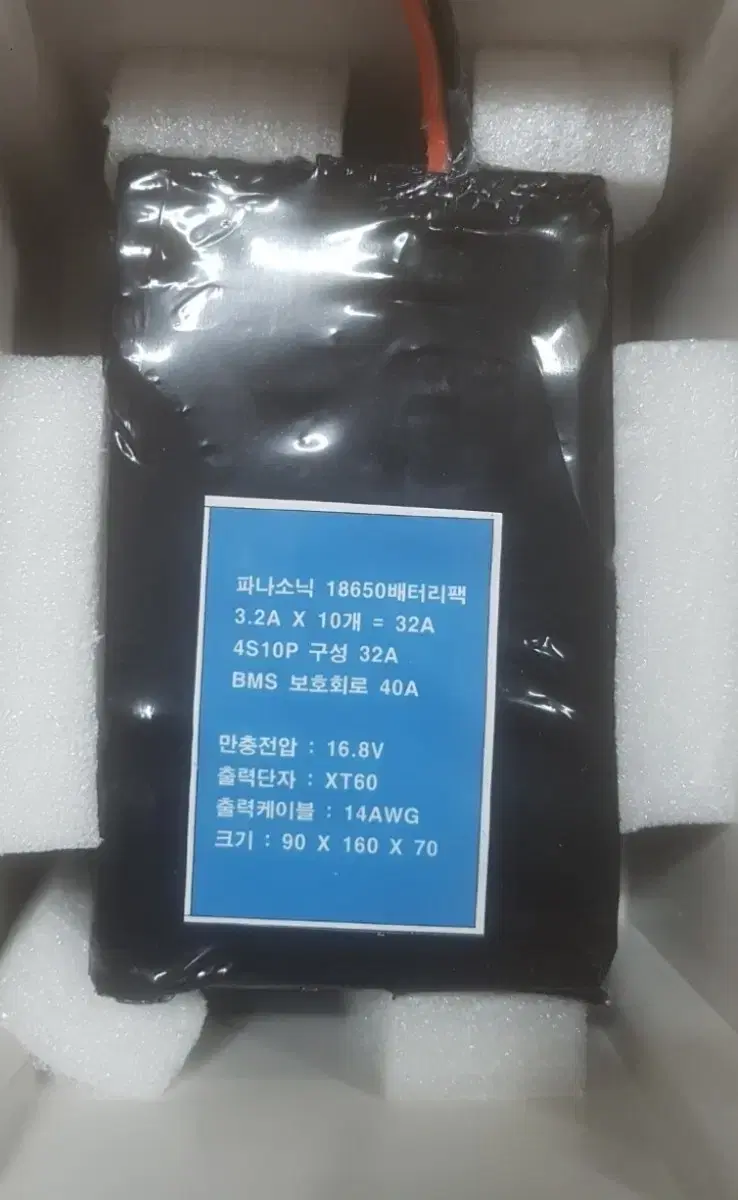 파나소닉 18650배터리팩
3.2A X 10개 = 32A
4S10P 구성 32A
BMS 보호회로 40A
만충전압 : 16.8V
출력단자 : XT60
출력케이블 : 14AWG
크기 : 90 X 160 X 70